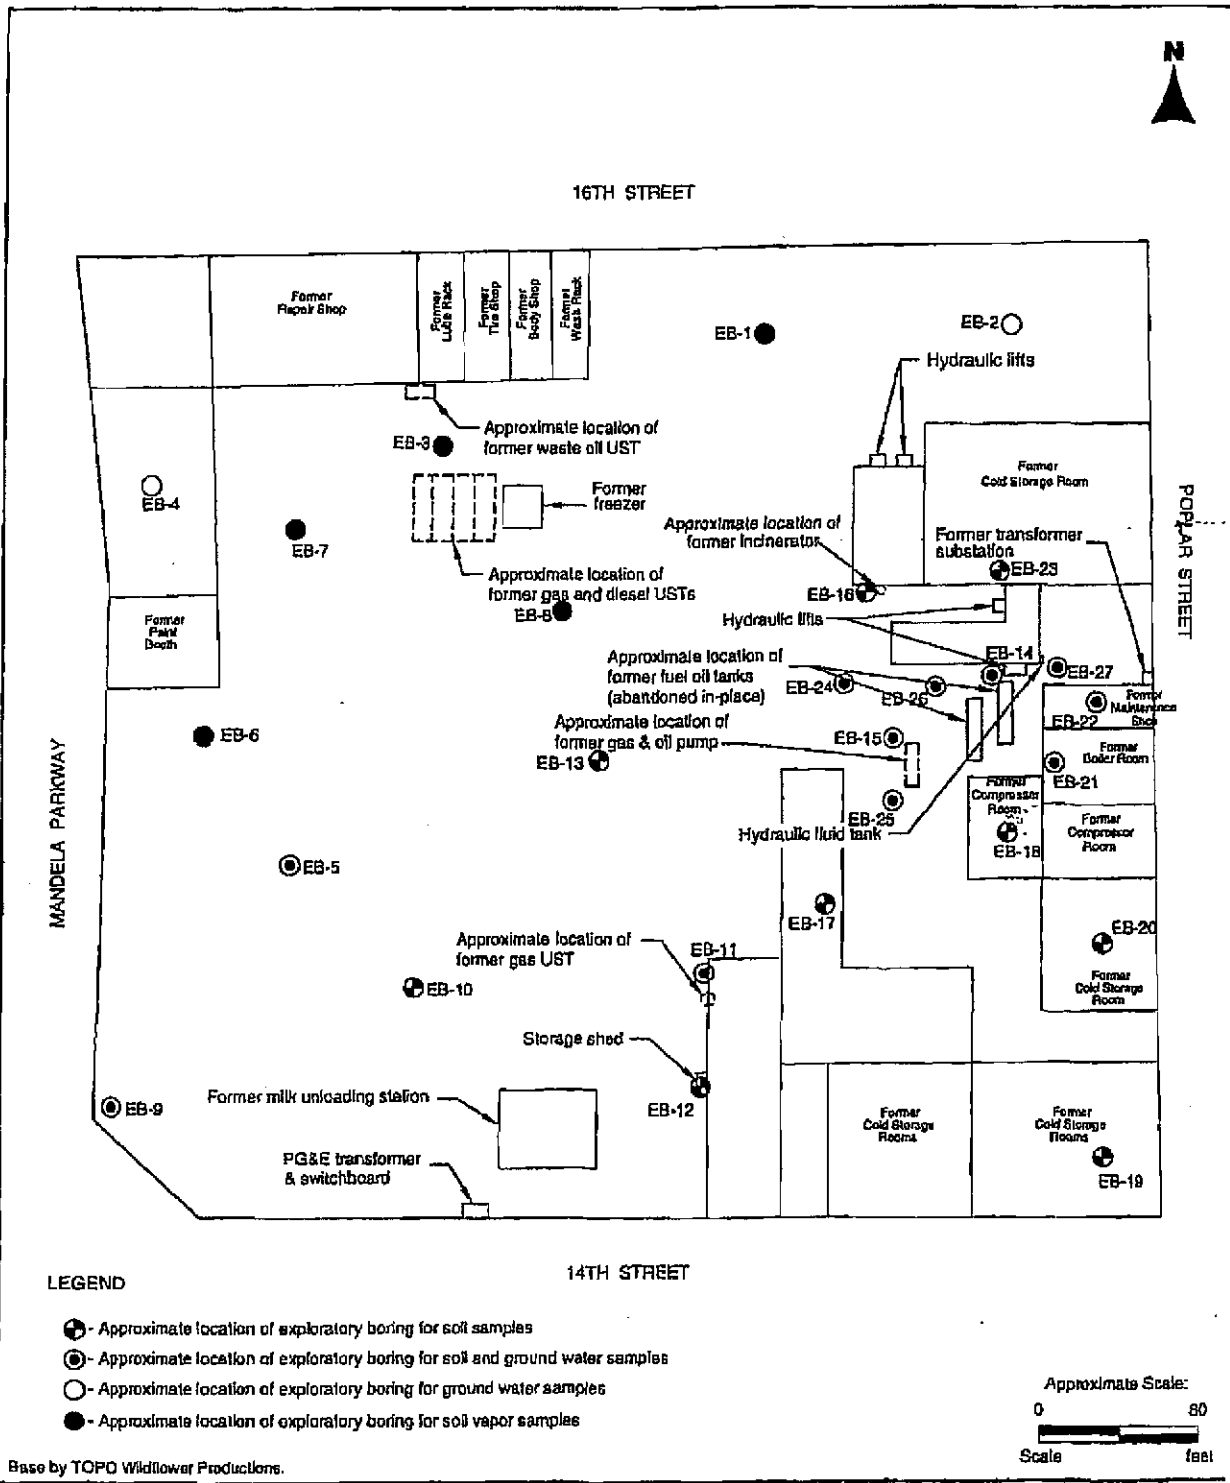 N
16TH STREET
Former
Repair Shop
Former
Lube Rack
Former
Tire Shop
Former
Body Shop
Former
Wash Rack
EB-1
EB-2
Hydraulic lifts
Approximate location of
former waste oil UST
EB-3
Former
Cold Storage Room
EB-4
Former
freezer
POPLAR STREET
EB-7
Approximate location of
former incinerator
Former transformer
substation
EB-23
Approximate location of
former gas and diesel USTs
EB-8
EB-16
Former
Paint
Booth
Hydraulic lifts
EB-14
Approximate location of
former fuel oil tanks
(abandoned in-place)
EB-24
EB-26
EB-27
EB-22
Former
Maintenance
Shop
EB-6
Approximate location of
former gas & oil pump
EB-15
EB-13
Former
Boiler Room
EB-21
MANDELA PARKWAY
Former
Compressor
Room
EB-25
Hydraulic fluid tank
EB-18
Former
Compressor
Room
EB-5
EB-17
EB-20
Approximate location of
former gas UST
EB-11
EB-10
Former
Cold Storage
Room
Storage shed
Former milk unloading station
EB-9
EB-12
Former
Cold Storage
Rooms
Former
Cold Storage
Rooms
PG&E transformer
& switchboard
EB-19
14TH STREET
LEGEND
- Approximate location of exploratory boring for soil samples
- Approximate location of exploratory boring for soil and ground water samples
- Approximate location of exploratory boring for ground water samples
- Approximate location of exploratory boring for soil vapor samples
Approximate Scale:
0 80
Scale feet
Base by TOPO Wildflower Productions.